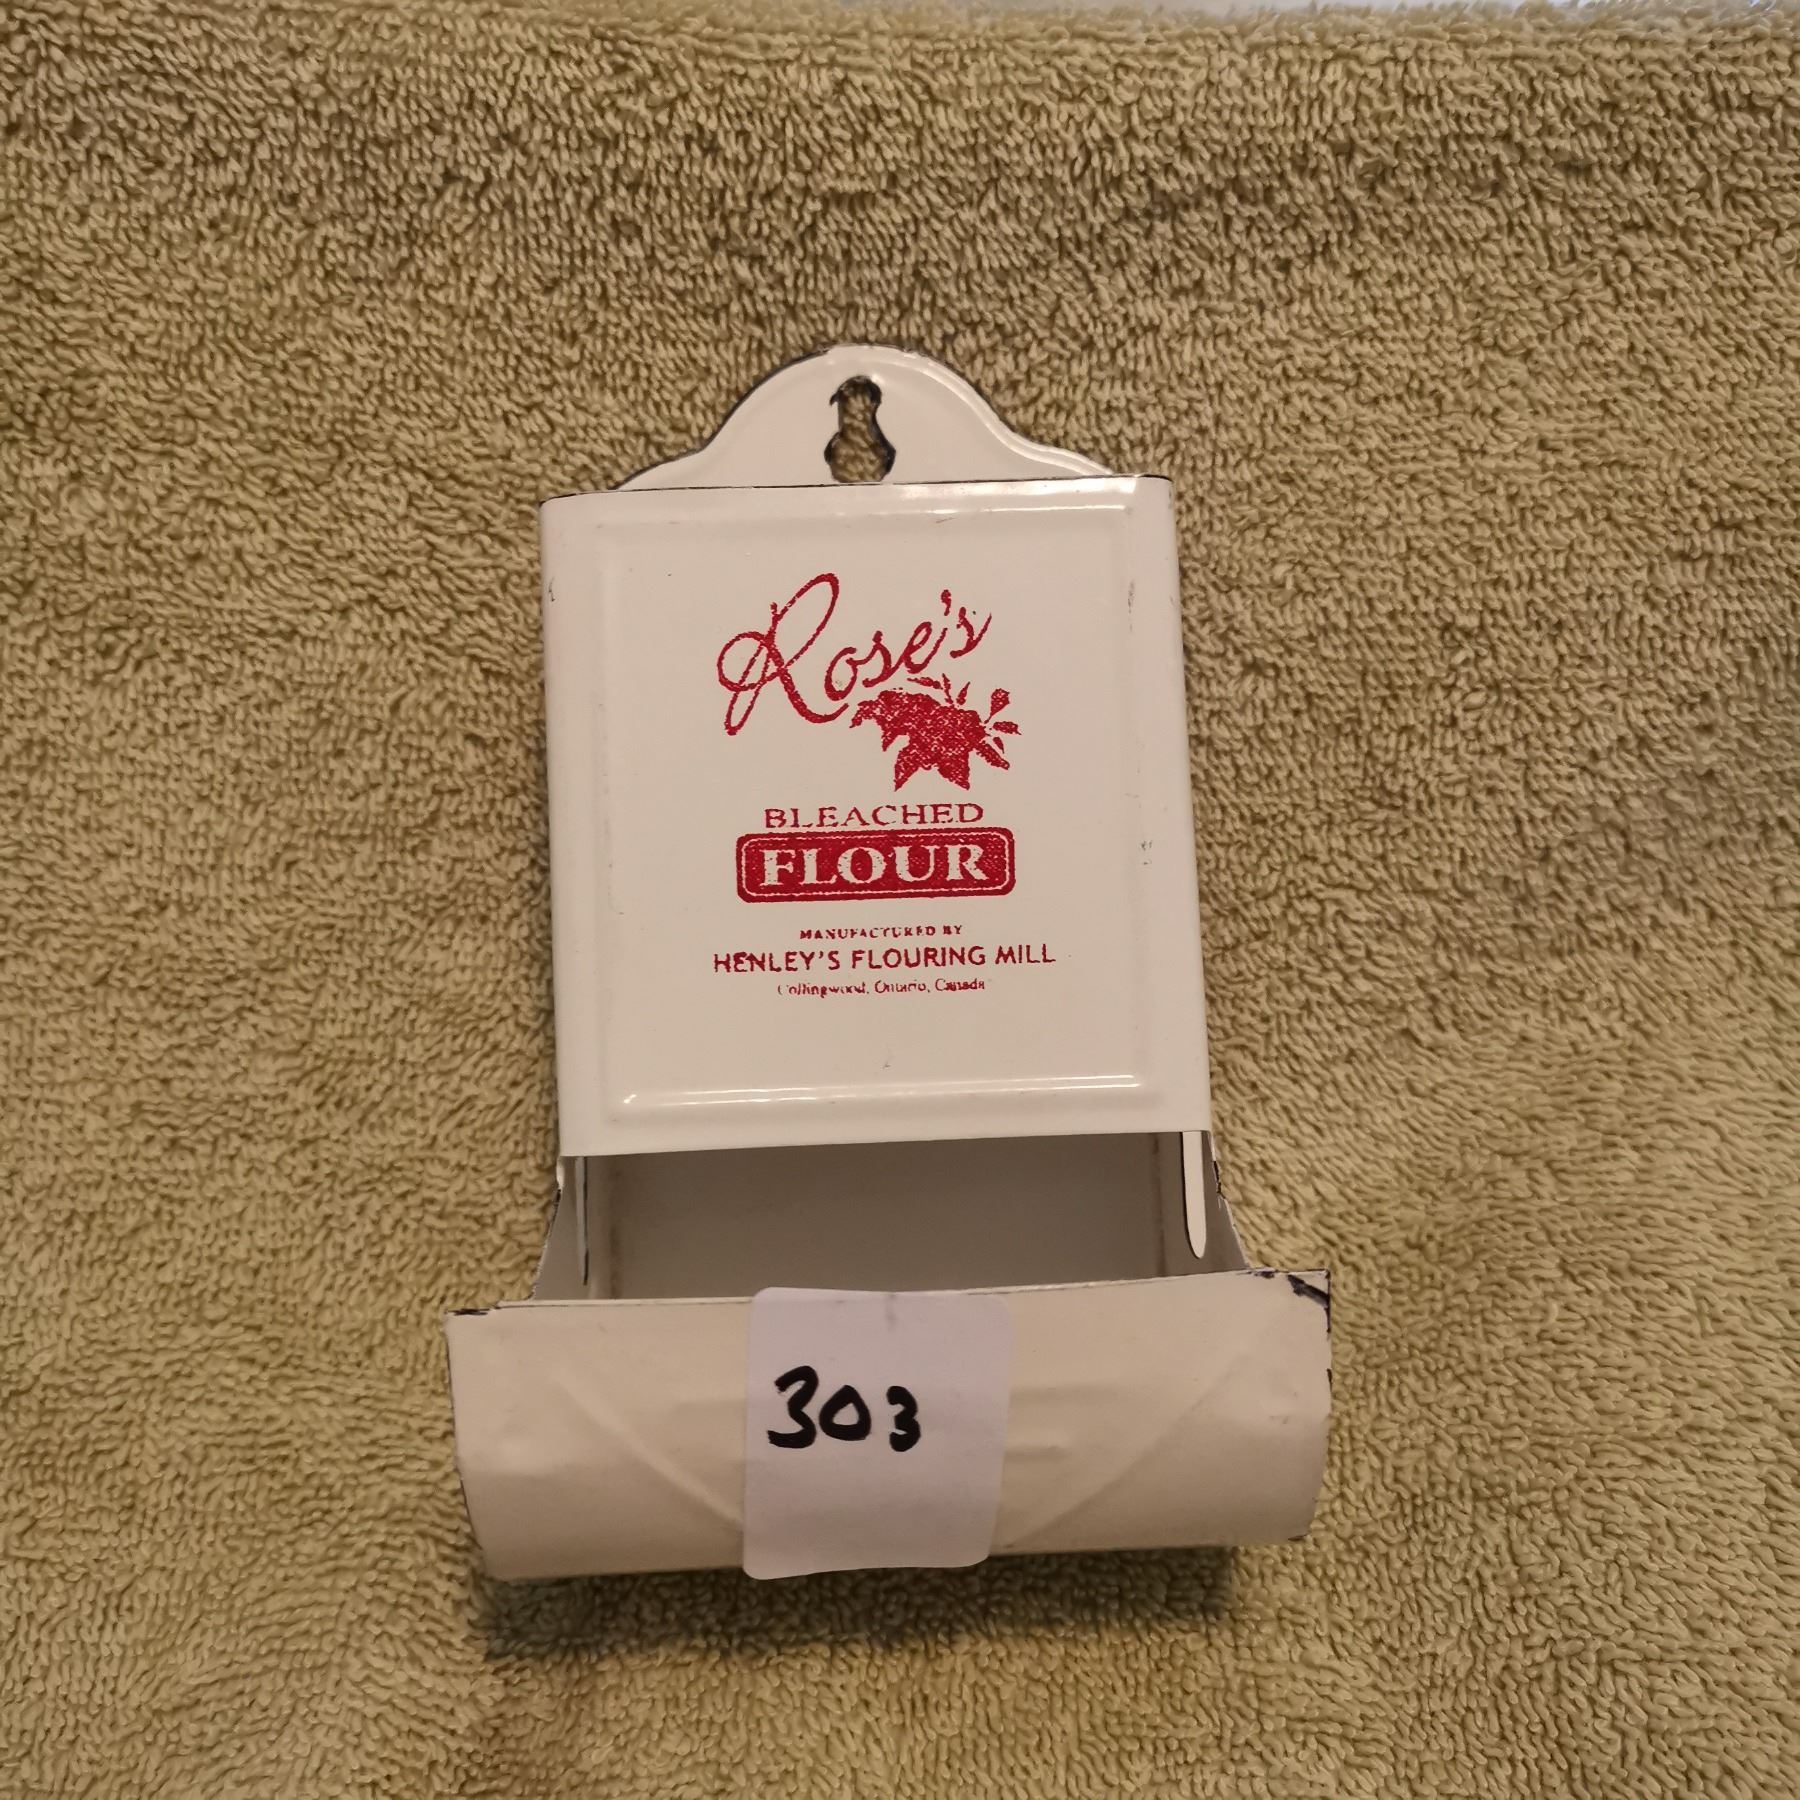 Rose's
BLEACHED
FLOUR
MANUFACTURED BY
HENLEY'S FLOURING MILL
Collingwood, Ontario, Canada
303